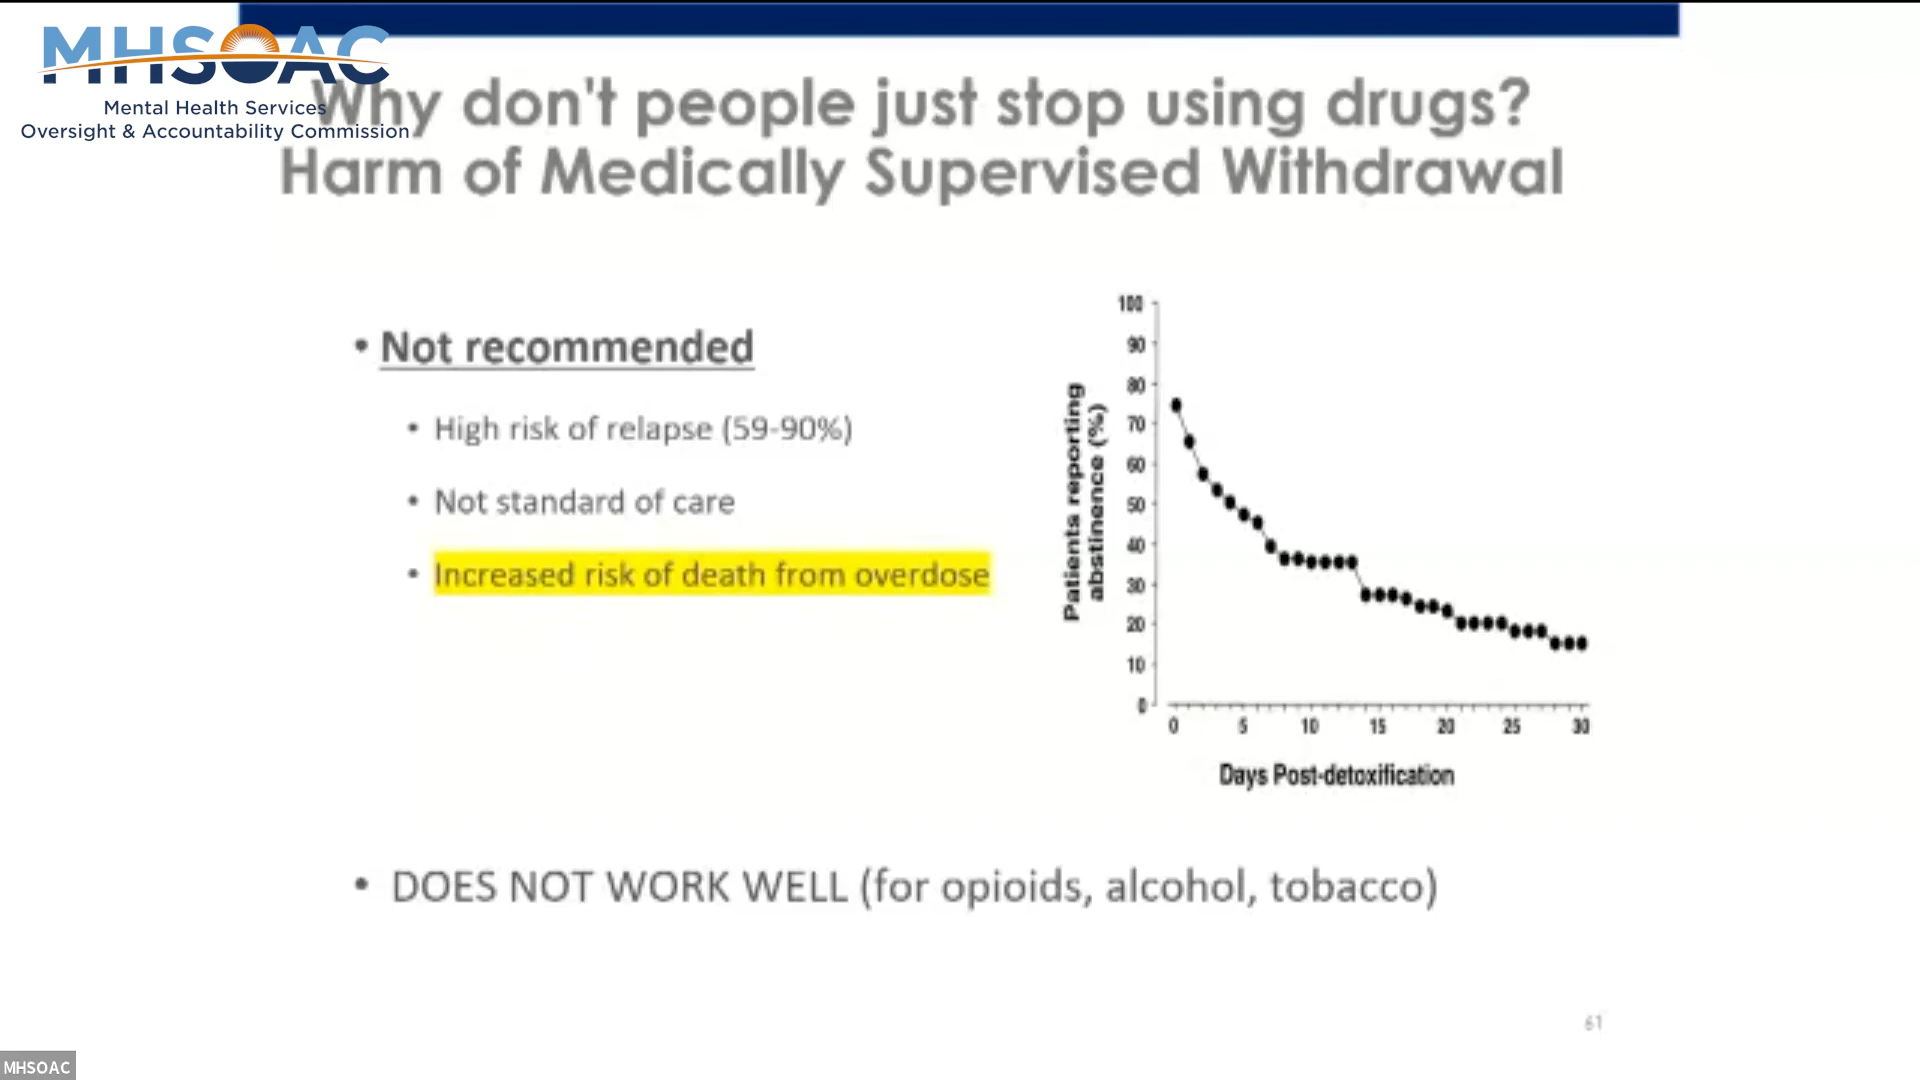 MHSOAC
Mental Health Services
Oversight & Accountability Commission
Why don't people just stop using drugs?
Harm of Medically Supervised Withdrawal
• Not recommended
• High risk of relapse (59-90%)
• Not standard of care
• Increased risk of death from overdose
Patients reporting
abstinence (%)
100
90
80
70
60
50
40
30
20
10
0
0 5 10 15 20 25 30
Days Post-detoxification
• DOES NOT WORK WELL (for opioids, alcohol, tobacco)
61
MHSOAC